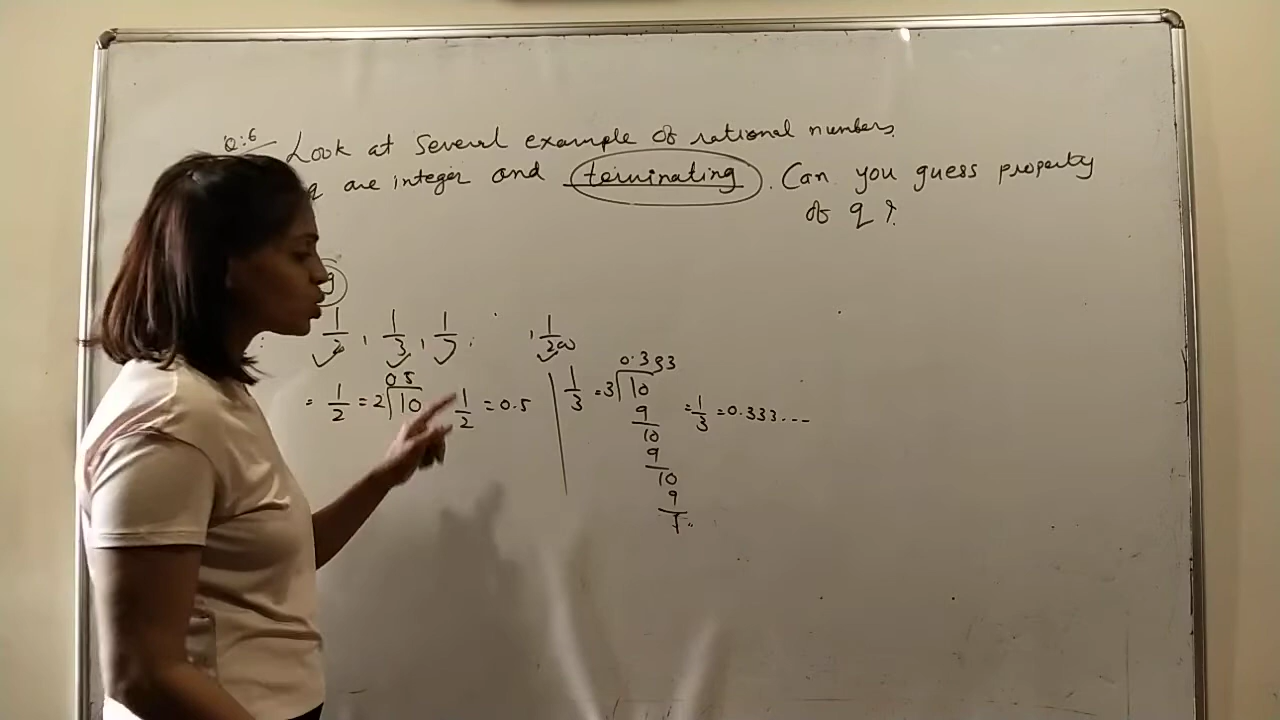 Q:6 Look at several example of rational numbers.
q are integer and terminating. Can you guess property
of q?
q
1/2, 1/3, 1/ , 1/20
= 1/2 = 2)10 0.5 1/2 = 0.5
1/3 = 3)10 0.333 = 1/3 = 0.333...
9
10
9
10
9
1..